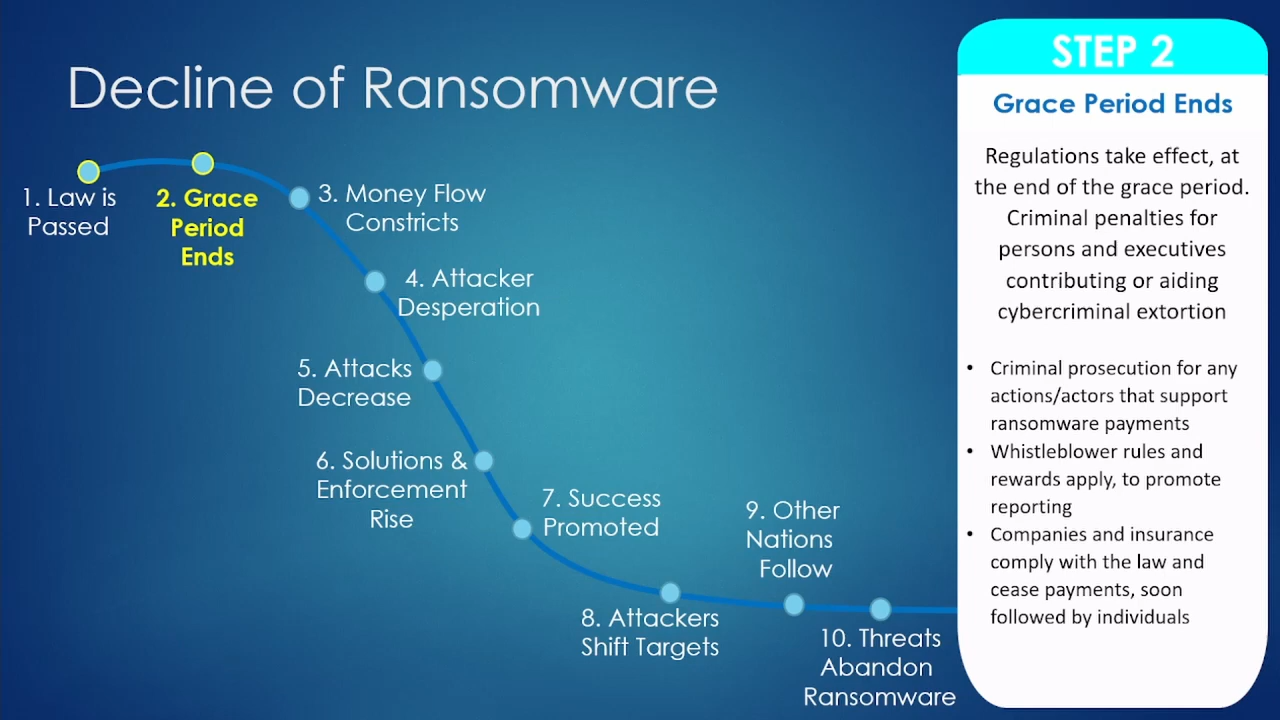 Decline of Ransomware
1. Law is
Passed
2. Grace
Period
Ends
3. Money Flow
Constricts
4. Attacker
Desperation
5. Attacks
Decrease
6. Solutions &
Enforcement
Rise
7. Success
Promoted
8. Attackers
Shift Targets
9. Other
Nations
Follow
10. Threats
Abandon
Ransomware
STEP 2
Grace Period Ends
Regulations take effect, at
the end of the grace period.
Criminal penalties for
persons and executives
contributing or aiding
cybercriminal extortion
• Criminal prosecution for any
actions/actors that support
ransomware payments
• Whistleblower rules and
rewards apply, to promote
reporting
• Companies and insurance
comply with the law and
cease payments, soon
followed by individuals